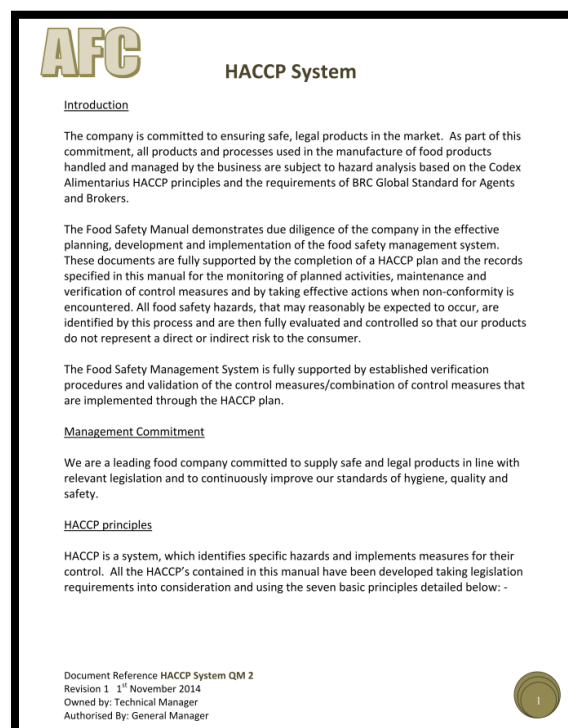 AFC
HACCP System
Introduction
The company is committed to ensuring safe, legal products in the market.  As part of this
commitment, all products and processes used in the manufacture of food products
handled and managed by the business are subject to hazard analysis based on the Codex
Alimentarius HACCP principles and the requirements of BRC Global Standard for Agents
and Brokers.
The Food Safety Manual demonstrates due diligence of the company in the effective
planning, development and implementation of the food safety management system.
These documents are fully supported by the completion of a HACCP plan and the records
specified in this manual for the monitoring of planned activities, maintenance and
verification of control measures and by taking effective actions when non-conformity is
encountered. All food safety hazards, that may reasonably be expected to occur, are
identified by this process and are then fully evaluated and controlled so that our products
do not represent a direct or indirect risk to the consumer.
The Food Safety Management System is fully supported by established verification
procedures and validation of the control measures/combination of control measures that
are implemented through the HACCP plan.
Management Commitment
We are a leading food company committed to supply safe and legal products in line with
relevant legislation and to continuously improve our standards of hygiene, quality and
safety.
HACCP principles
HACCP is a system, which identifies specific hazards and implements measures for their
control.  All the HACCP's contained in this manual have been developed taking legislation
requirements into consideration and using the seven basic principles detailed below: -
Document Reference HACCP System QM 2
Revision 1   1st November 2014
Owned by: Technical Manager
Authorised By: General Manager
1